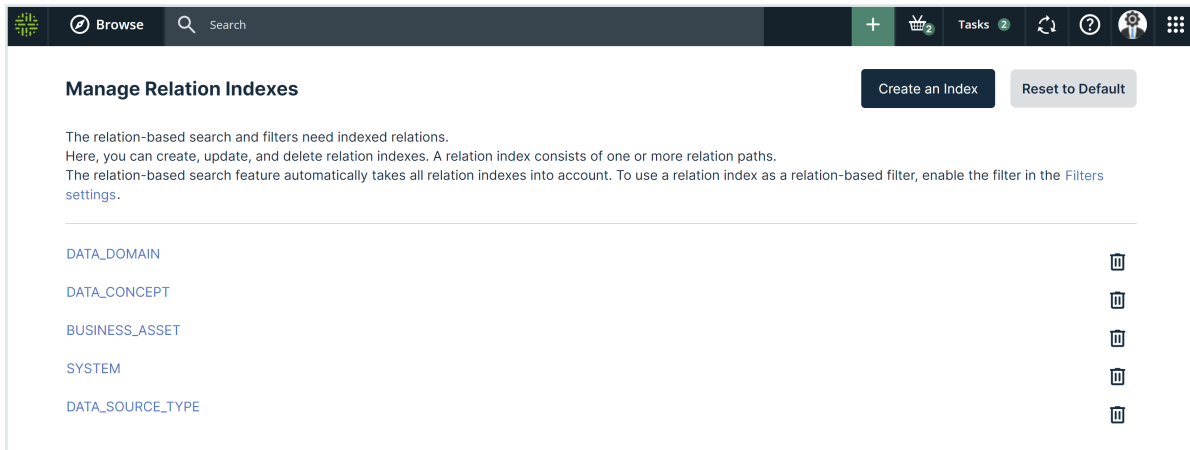 Browse
Search
2
Tasks 2
Manage Relation Indexes
Create an Index
Reset to Default
The relation-based search and filters need indexed relations.
Here, you can create, update, and delete relation indexes. A relation index consists of one or more relation paths.
The relation-based search feature automatically takes all relation indexes into account. To use a relation index as a relation-based filter, enable the filter in the Filters
settings.
DATA_DOMAIN
DATA_CONCEPT
BUSINESS_ASSET
SYSTEM
DATA_SOURCE_TYPE